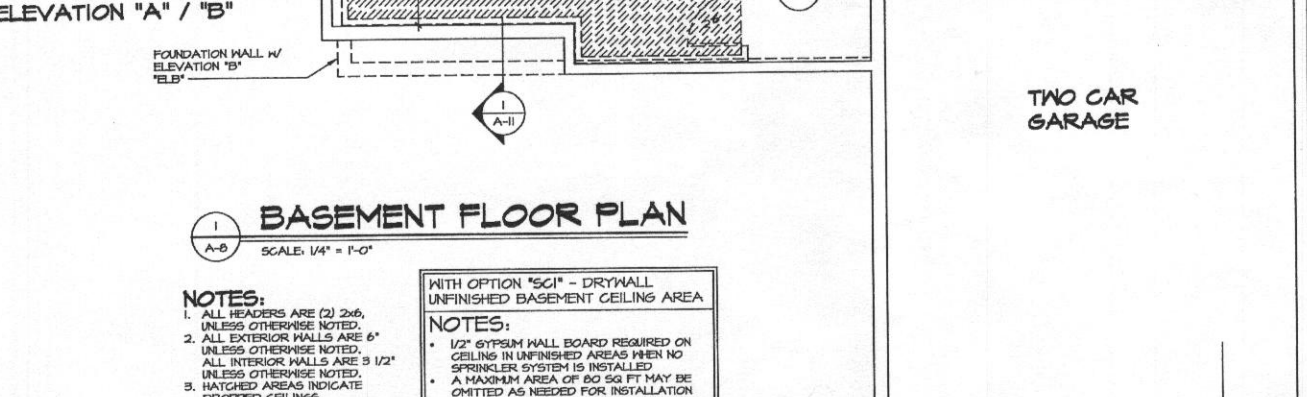 ELEVATION "A" / "B"
FOUNDATION WALL W/
ELEVATION "B"
"ELB"
1
A-11
TWO CAR
GARAGE
1
A-8
BASEMENT FLOOR PLAN
SCALE: 1/4" = 1'-0"
NOTES:
1. ALL HEADERS ARE (2) 2x6,
UNLESS OTHERWISE NOTED.
2. ALL EXTERIOR WALLS ARE 6"
UNLESS OTHERWISE NOTED.
ALL INTERIOR WALLS ARE 3 1/2"
UNLESS OTHERWISE NOTED.
3. HATCHED AREAS INDICATE
DROPPED CEILINGS
WITH OPTION "SCI" - DRYWALL
UNFINISHED BASEMENT CEILING AREA
NOTES:
• 1/2" GYPSUM WALL BOARD REQUIRED ON
CEILING IN UNFINISHED AREAS WHEN NO
SPRINKLER SYSTEM IS INSTALLED
• A MAXIMUM AREA OF 80 SQ FT MAY BE
OMITTED AS NEEDED FOR INSTALLATION